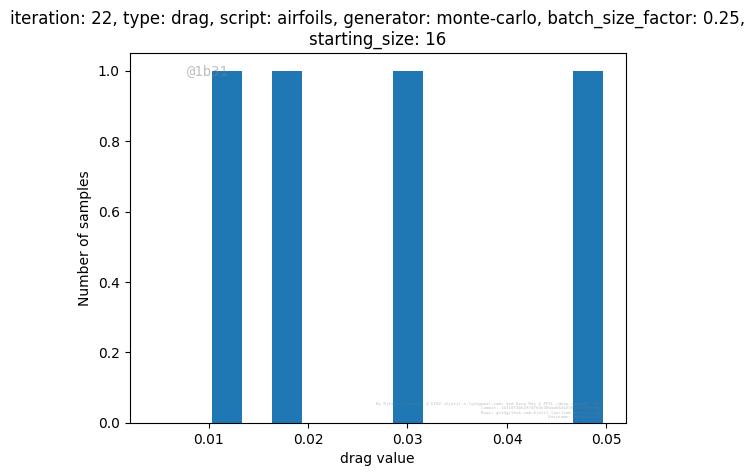 iteration: 22, type: drag, script: airfoils, generator: monte-carlo, batch_size_factor: 0.25,
starting_size: 16
@1b31
1.0
0.8
0.6
0.4
0.2
0.0
Number of samples
0.01
0.02
0.03
0.04
0.05
drag value